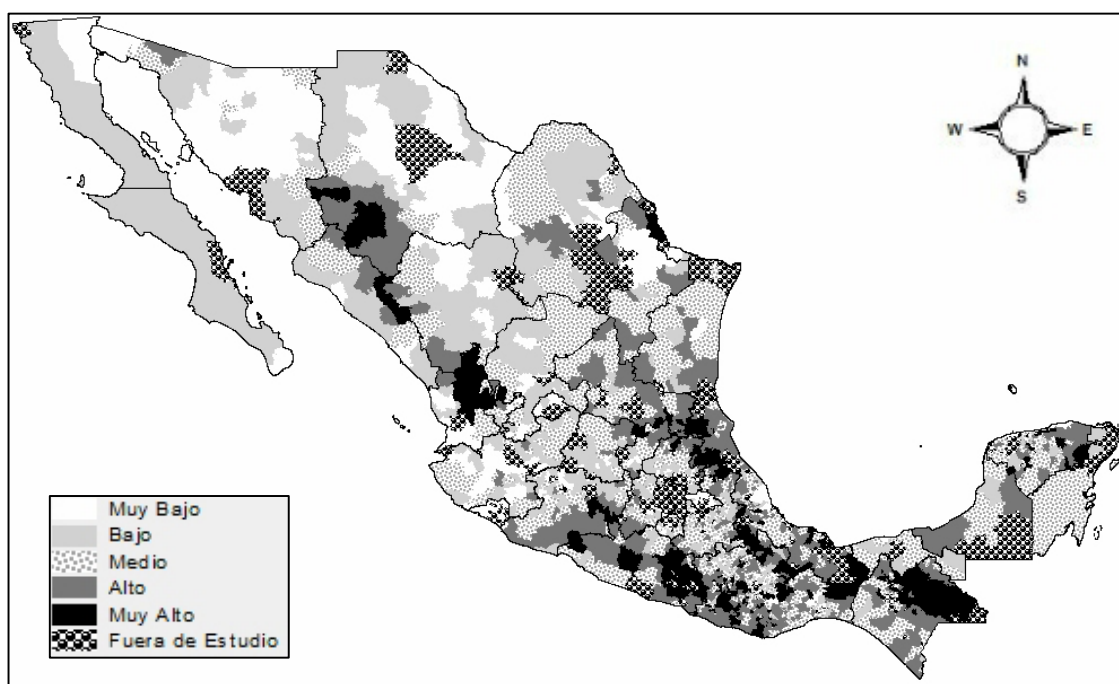 N
W E
S
Muy Bajo
Bajo
Medio
Alto
Muy Alto
Fuera de Estudio